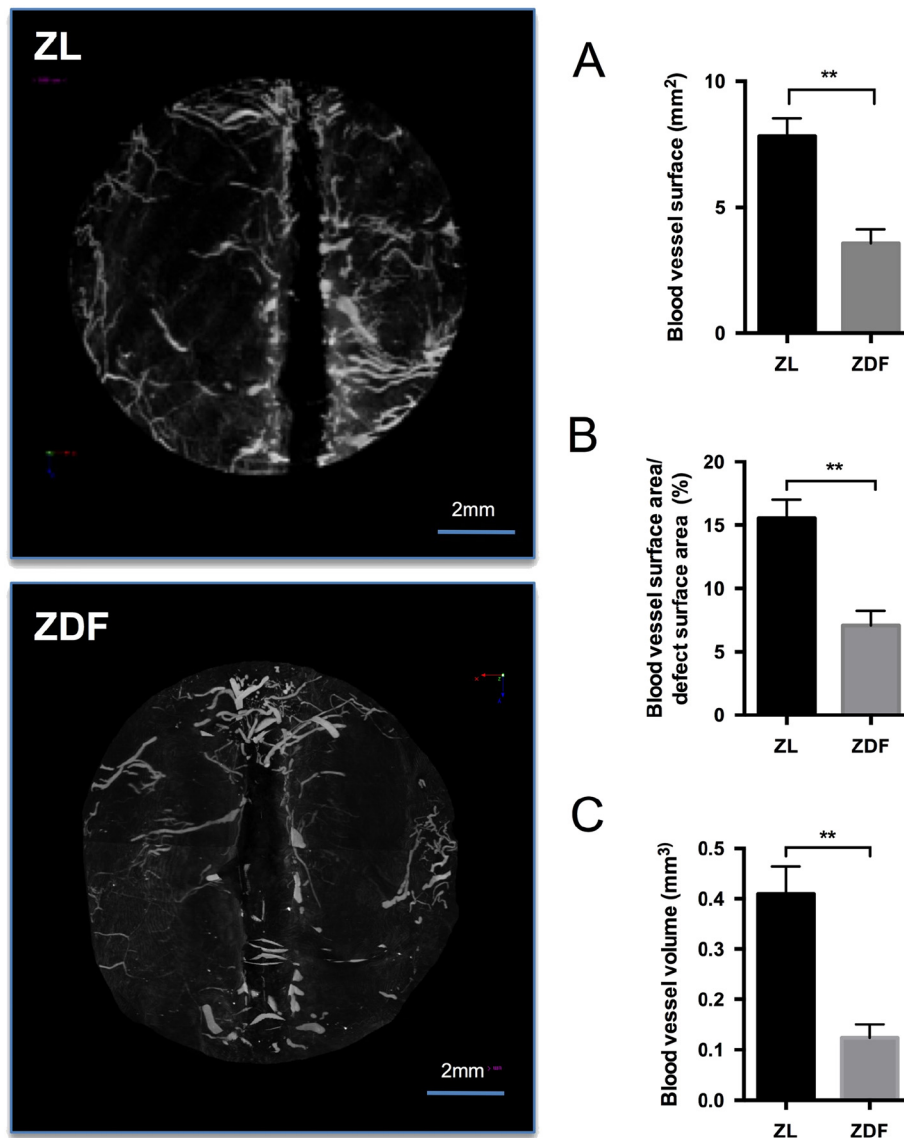 ZL
2mm
ZDF
2mm
A
Blood vessel surface (mm²)
10
5
0
**
ZL ZDF
B
Blood vessel surface area/
defect surface area (%)
20
15
10
5
0
**
ZL ZDF
C
Blood vessel volume (mm³)
0.5
0.4
0.3
0.2
0.1
0.0
**
ZL ZDF